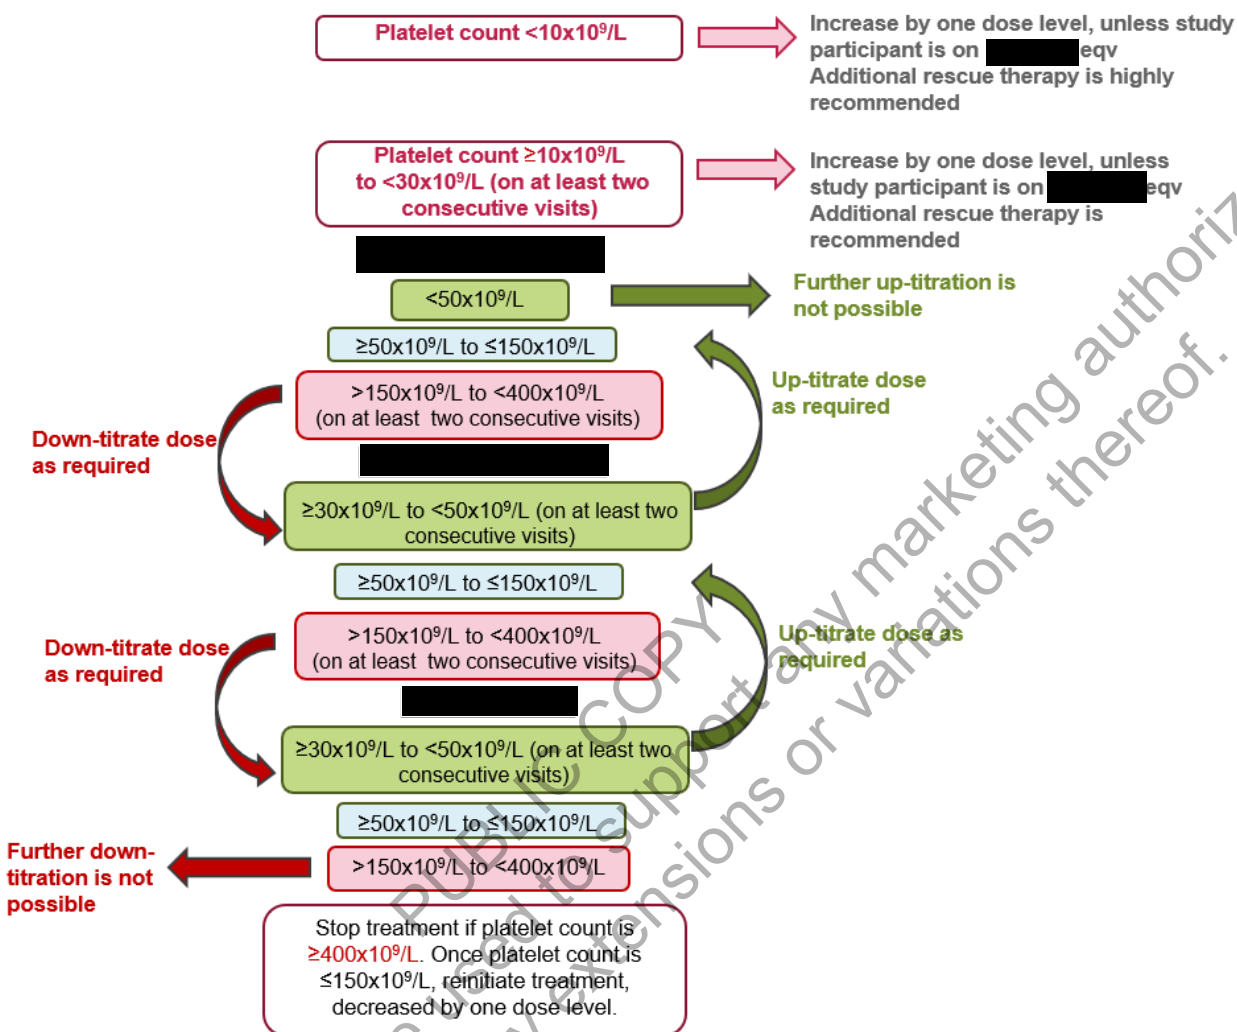 Platelet count <10x10⁹/L
Increase by one dose level, unless study
participant is on eqv
Additional rescue therapy is highly
recommended
Platelet count ≥10x10⁹/L
to <30x10⁹/L (on at least two
consecutive visits)
Increase by one dose level, unless
study participant is on eqv
Additional rescue therapy is
recommended
<50x10⁹/L
Further up-titration is
not possible
≥50x10⁹/L to ≤150x10⁹/L
>150x10⁹/L to <400x10⁹/L
(on at least two consecutive visits)
Up-titrate dose
as required
Down-titrate dose
as required
≥30x10⁹/L to <50x10⁹/L (on at least two
consecutive visits)
≥50x10⁹/L to ≤150x10⁹/L
>150x10⁹/L to <400x10⁹/L
(on at least two consecutive visits)
Down-titrate dose
as required
Up-titrate dose as
required
≥30x10⁹/L to <50x10⁹/L (on at least two
consecutive visits)
≥50x10⁹/L to ≤150x10⁹/L
>150x10⁹/L to <400x10⁹/L
Further down-
titration is not
possible
Stop treatment if platelet count is
≥400x10⁹/L. Once platelet count is
≤150x10⁹/L, reinitiate treatment,
decreased by one dose level.
PUBLIC COPY
used to support any marketing
extensions or variations thereof.